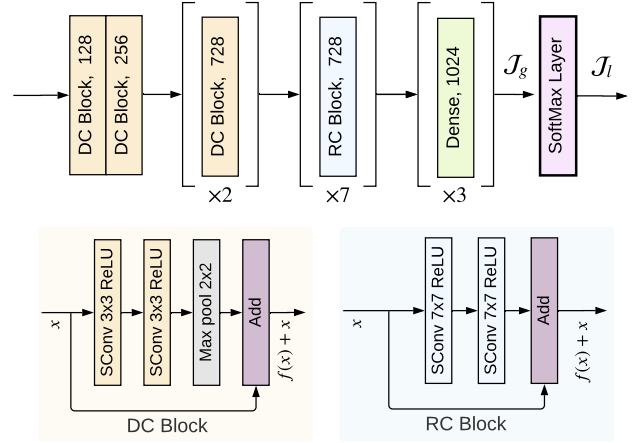 DC Block, 128
DC Block, 256
DC Block, 728
×2
RC Block, 728
×7
Dense, 1024
×3
𝒥g
SoftMax Layer
𝒥l
x
SConv 3x3 ReLU
SConv 3x3 ReLU
Max pool 2x2
Add
f(x) + x
DC Block
x
SConv 7x7 ReLU
SConv 7x7 ReLU
Add
f(x) + x
RC Block